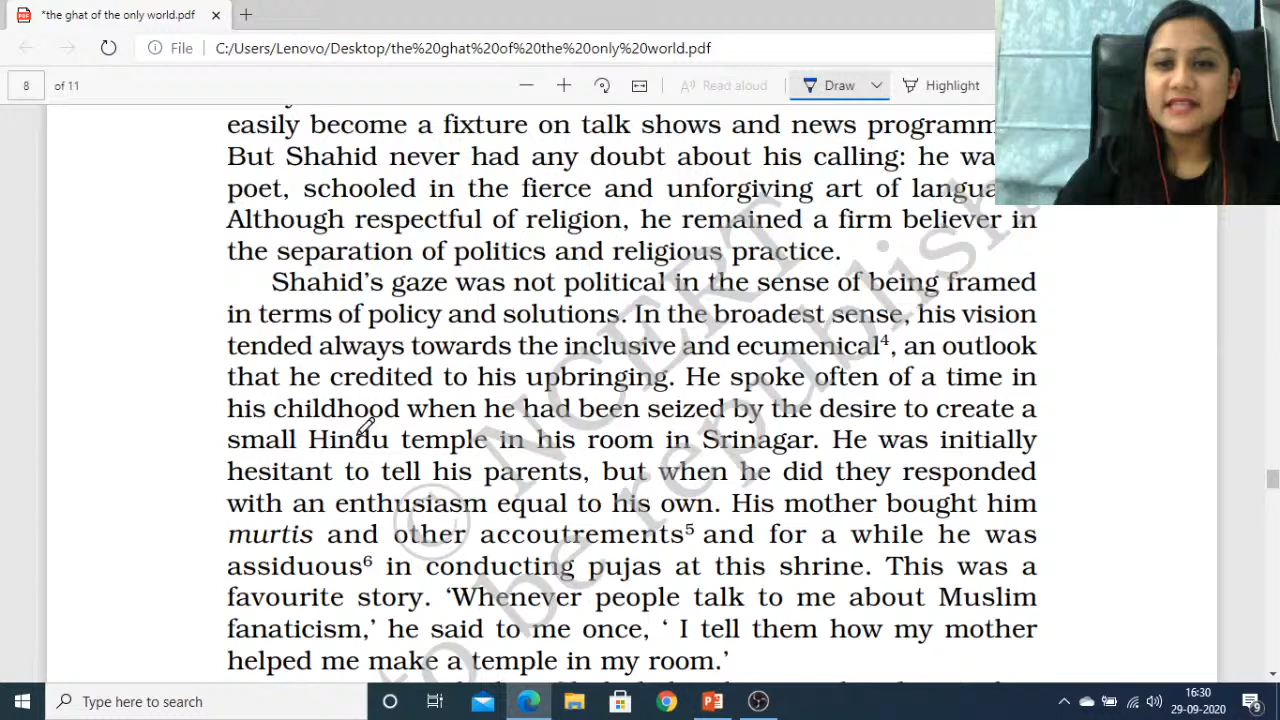 *the ghat of the only world.pdf
File C:/Users/Lenovo/Desktop/the%20ghat%20of%20the%20only%20world.pdf
8 of 11 Read aloud Draw Highlight
easily become a fixture on talk shows and news programm
But Shahid never had any doubt about his calling: he wa
poet, schooled in the fierce and unforgiving art of langua
Although respectful of religion, he remained a firm believer in
the separation of politics and religious practice.
Shahid's gaze was not political in the sense of being framed
in terms of policy and solutions. In the broadest sense, his vision
tended always towards the inclusive and ecumenical⁴, an outlook
that he credited to his upbringing. He spoke often of a time in
his childhood when he had been seized by the desire to create a
small Hindu temple in his room in Srinagar. He was initially
hesitant to tell his parents, but when he did they responded
with an enthusiasm equal to his own. His mother bought him
murtis and other accoutrements⁵ and for a while he was
assiduous⁶ in conducting pujas at this shrine. This was a
favourite story. ‘Whenever people talk to me about Muslim
fanaticism,’ he said to me once, ‘ I tell them how my mother
helped me make a temple in my room.’
© NCERT
to be republish
Type here to search
16:30
29-09-2020
9